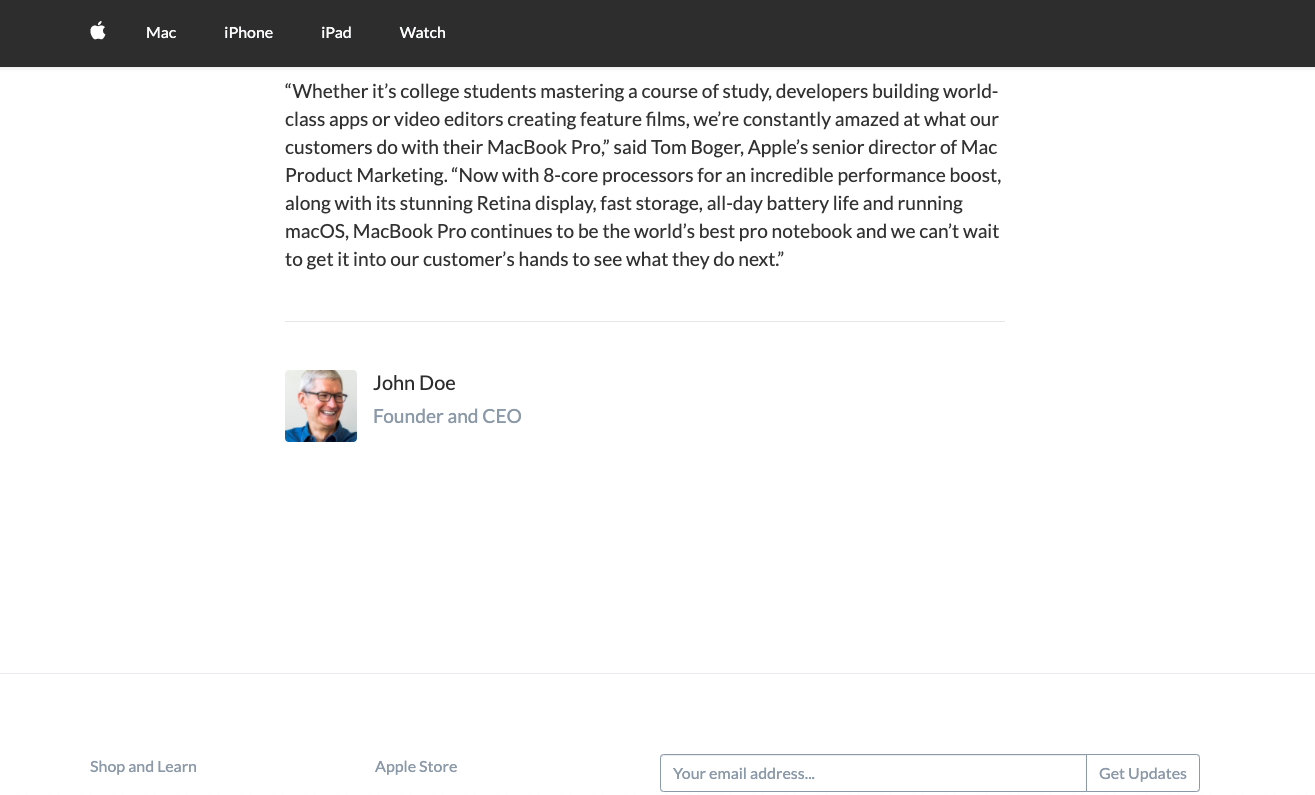 Mac iPhone iPad Watch
“Whether it’s college students mastering a course of study, developers building world-
class apps or video editors creating feature films, we’re constantly amazed at what our
customers do with their MacBook Pro,” said Tom Boger, Apple’s senior director of Mac
Product Marketing. “Now with 8-core processors for an incredible performance boost,
along with its stunning Retina display, fast storage, all-day battery life and running
macOS, MacBook Pro continues to be the world’s best pro notebook and we can’t wait
to get it into our customer’s hands to see what they do next.”
John Doe
Founder and CEO
Shop and Learn
Apple Store
Your email address...
Get Updates